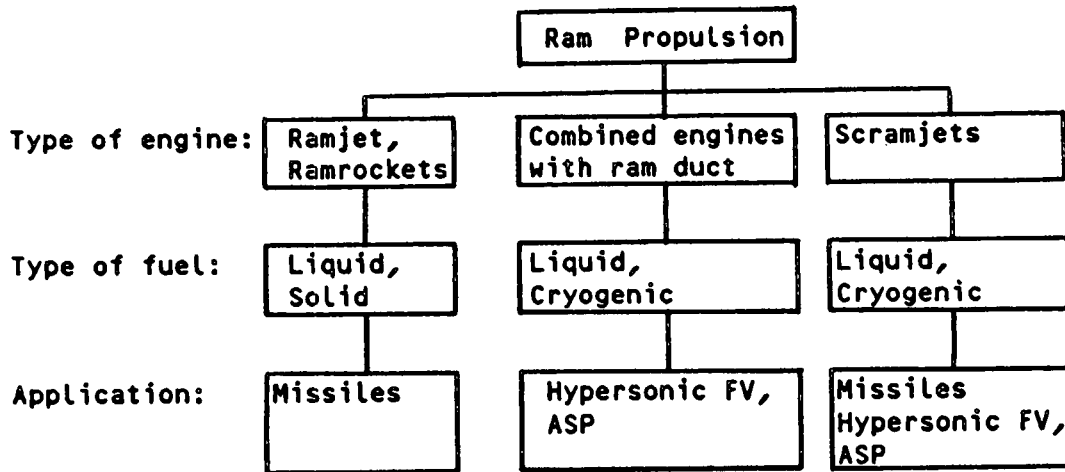 Ram Propulsion
Type of engine:
Ramjet,
Ramrockets
Combined engines
with ram duct
Scramjets
Type of fuel:
Liquid,
Solid
Liquid,
Cryogenic
Liquid,
Cryogenic
Application:
Missiles
Hypersonic FV,
ASP
Missiles
Hypersonic FV,
ASP